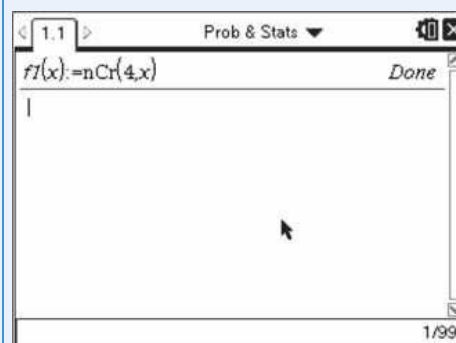 1.1 Prob & Stats
f1(x):=nCr(4,x) Done
1/99